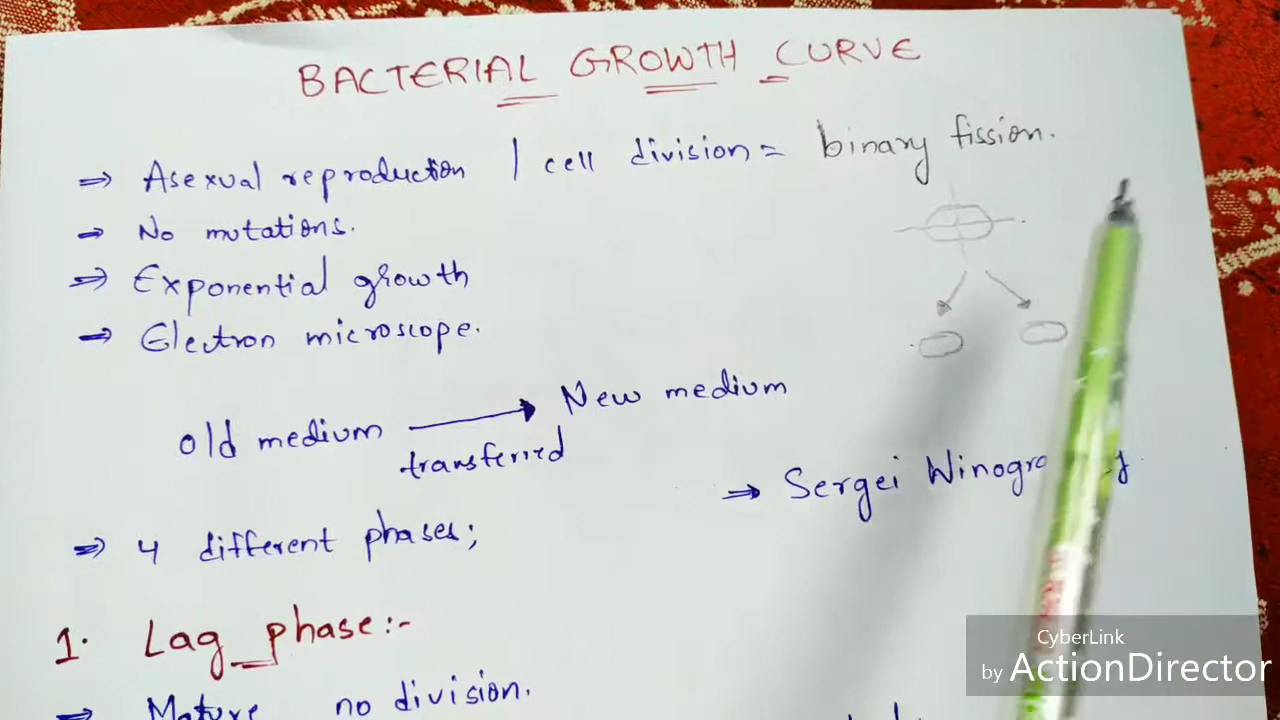 BACTERIAL GROWTH CURVE
⇒ Asexual reproduction / cell division = binary fission.
⇒ No mutations.
⇒ Exponential growth
⇒ Electron microscope.
old medium → New medium
transferred
⇒ Sergei
⇒ 4 different phases;
1. Lag phase:-
⇒ Mature no division.
CyberLink
by ActionDirector